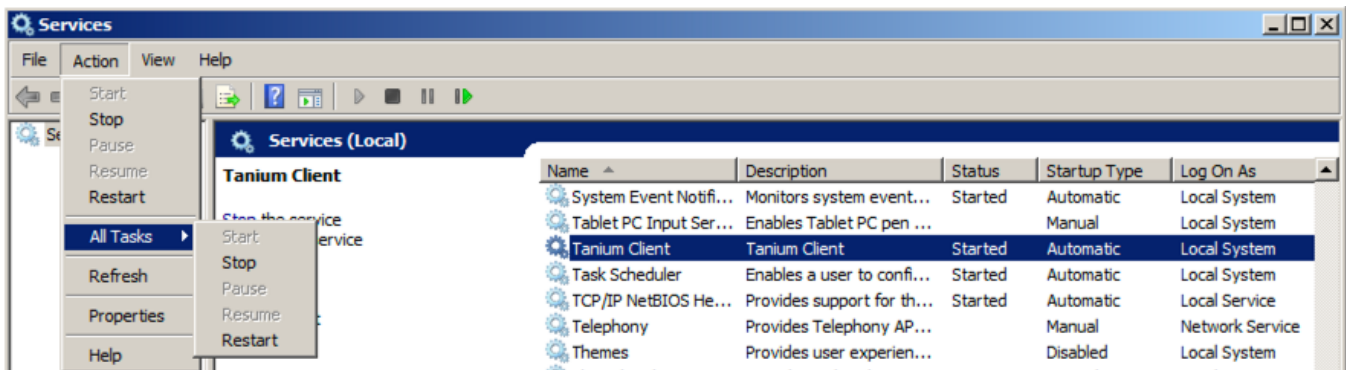 Services
File Action View Help
Start
Stop
Pause
Resume
Restart
All Tasks
Refresh
Properties
Help
Start
Stop
Pause
Resume
Restart
Services (Local)
Tanium Client
Stop the service
service
Name Description Status Startup Type Log On As
System Event Notifi... Monitors system event... Started Automatic Local System
Tablet PC Input Ser... Enables Tablet PC pen ... Manual Local System
Tanium Client Tanium Client Started Automatic Local System
Task Scheduler Enables a user to confi... Started Automatic Local System
TCP/IP NetBIOS He... Provides support for th... Started Automatic Local Service
Telephony Provides Telephony AP... Manual Network Service
Themes Provides user experien... Disabled Local System